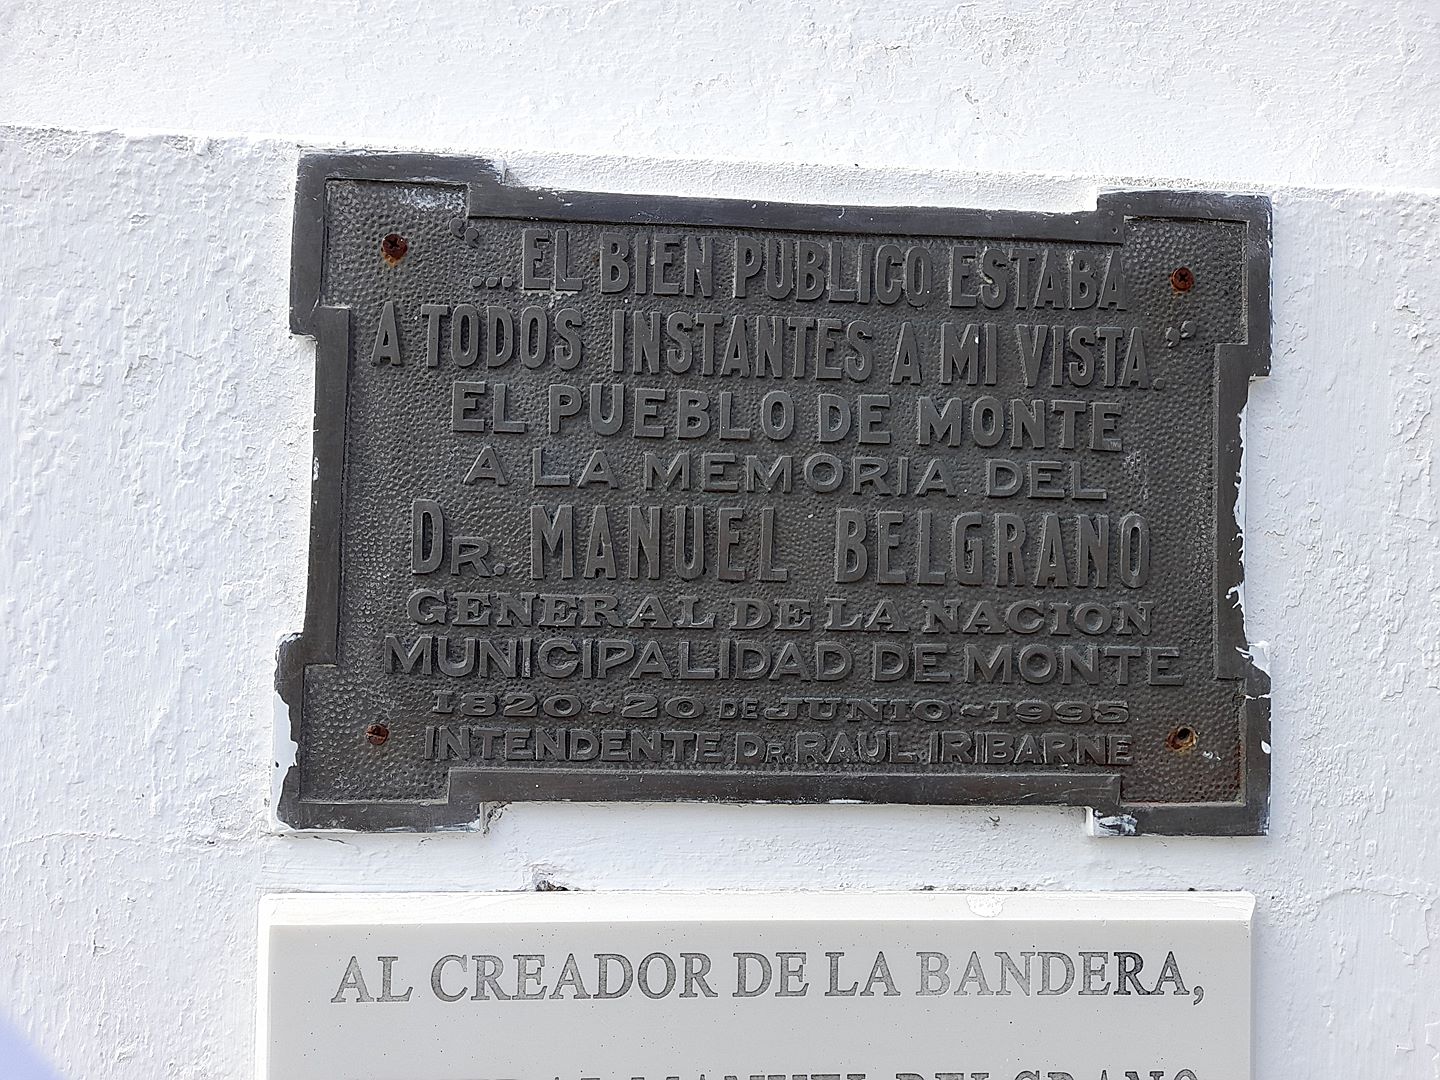 "...EL BIEN PUBLICO ESTABA
A TODOS INSTANTES A MI VISTA."
EL PUEBLO DE MONTE
A LA MEMORIA DEL
DR. MANUEL BELGRANO
GENERAL DE LA NACION
MUNICIPALIDAD DE MONTE
1820~20 DE JUNIO~1995
INTENDENTE DR. RAUL IRIBARNE
AL CREADOR DE LA BANDERA,
MANUEL BELGRANO